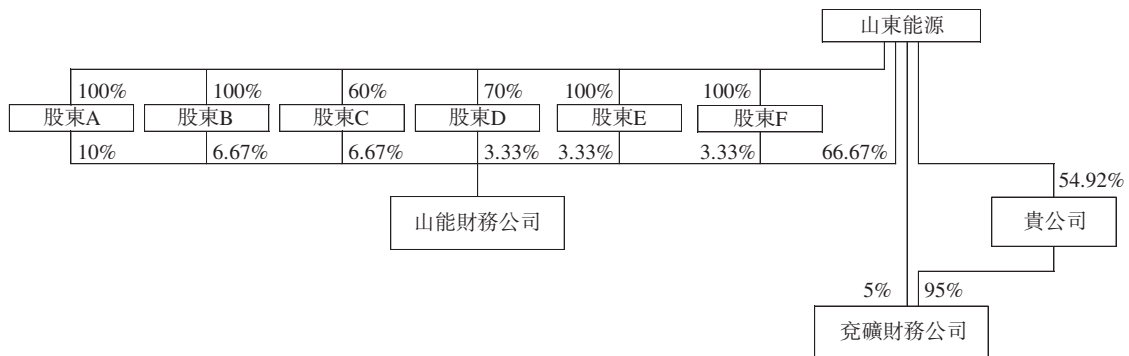 山東能源
100% 100% 60% 70% 100% 100%
股東A 股東B 股東C 股東D 股東E 股東F
10% 6.67% 6.67% 3.33% 3.33% 3.33% 66.67%
54.92%
山能財務公司 貴公司
5% 95%
兗礦財務公司